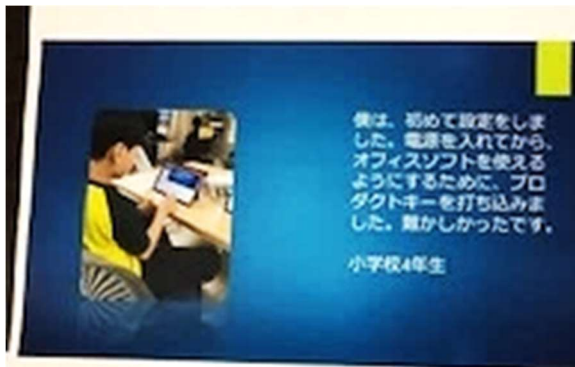 僕は、初めて設定をしま
した。電源を入れてから、
オフィスソフトを使える
ようにするために、プロ
ダクトキーを打ち込みま
した。難かしかったです。
小学校4年生